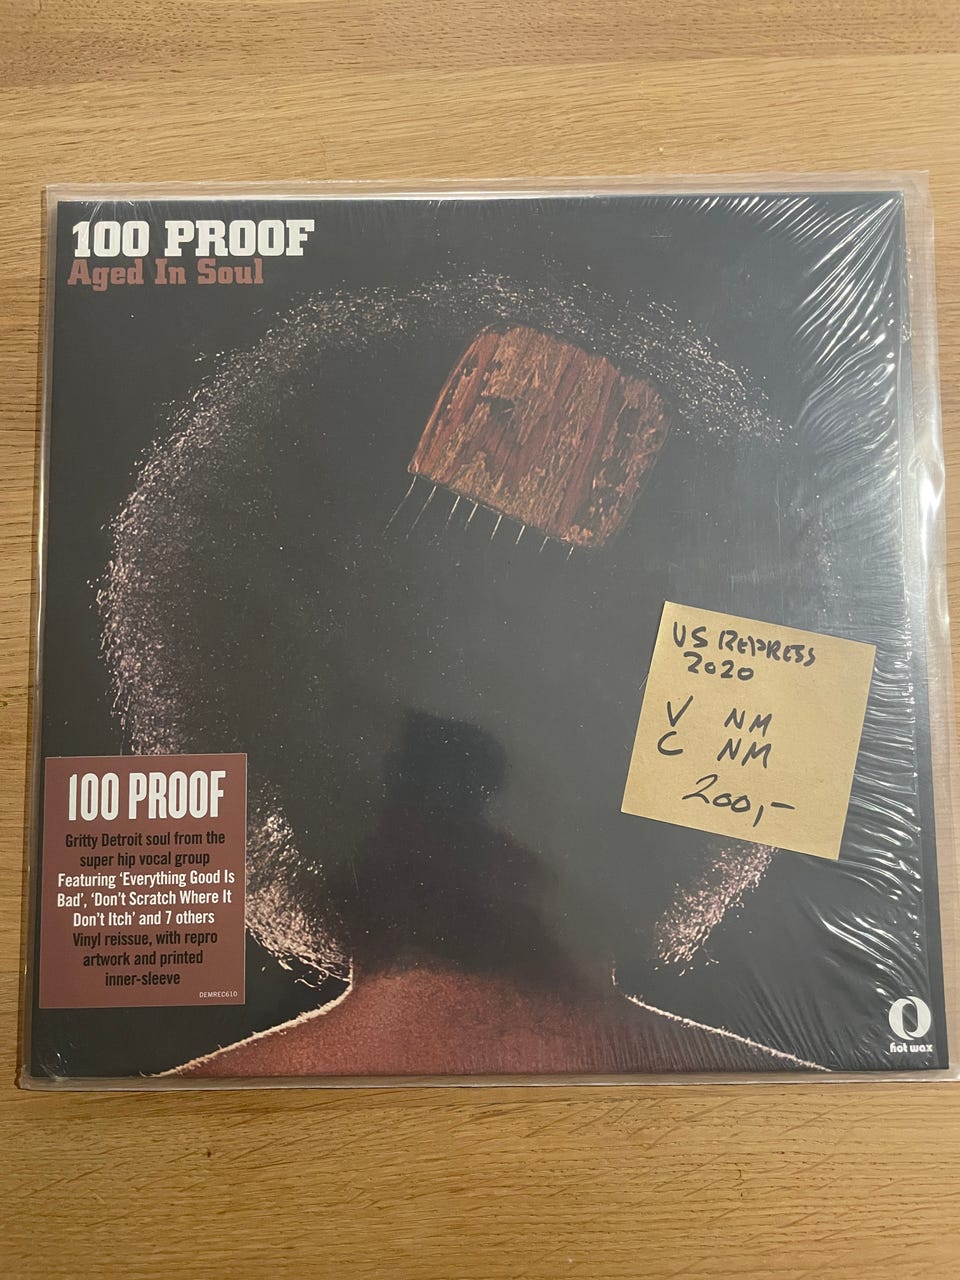 100 PROOF
Aged In Soul
US REPRESS
2020
V NM
C NM
200,-
100 PROOF
Gritty Detroit soul from the
super hip vocal group
Featuring ‘Everything Good Is
Bad’, ‘Don’t Scratch Where It
Don’t Itch’ and 7 others
Vinyl reissue, with repro
artwork and printed
inner-sleeve
DEMREC610
hot wax